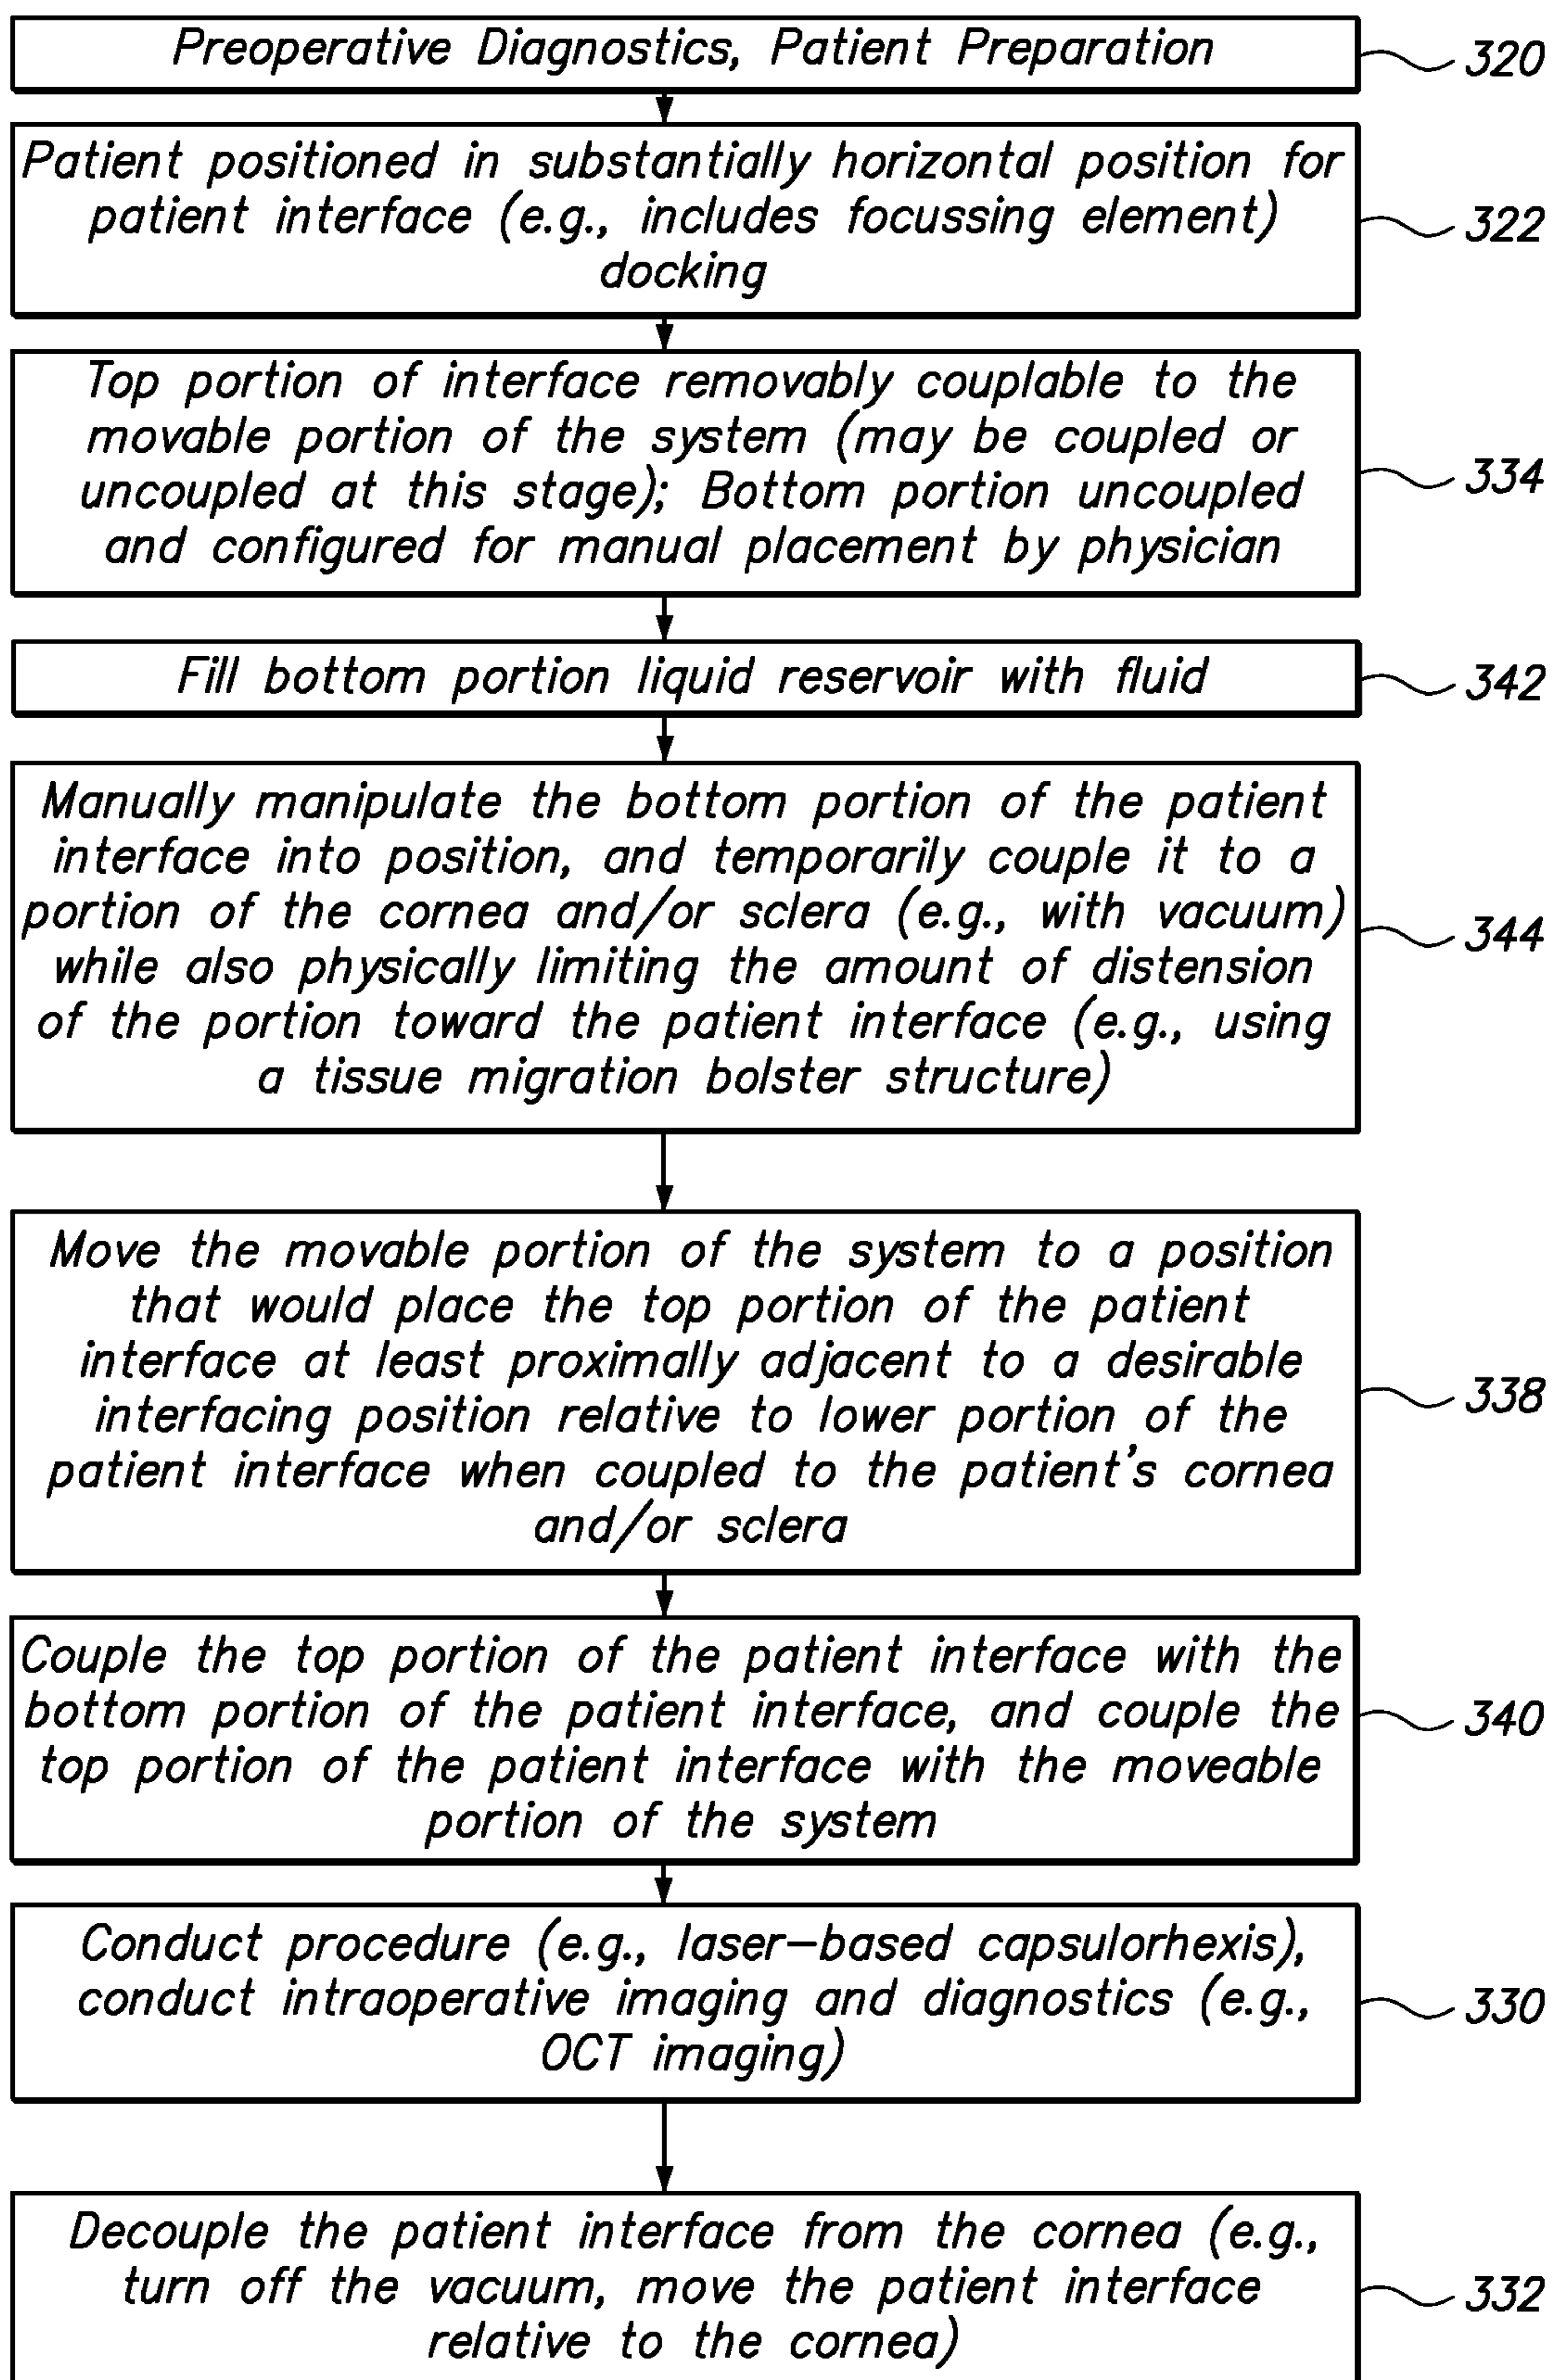 Preoperative Diagnostics, Patient Preparation
320
Patient positioned in substantially horizontal position for
patient interface (e.g., includes focussing element)
docking
322
Top portion of interface removably couplable to the
movable portion of the system (may be coupled or
uncoupled at this stage); Bottom portion uncoupled
and configured for manual placement by physician
334
Fill bottom portion liquid reservoir with fluid
342
Manually manipulate the bottom portion of the patient
interface into position, and temporarily couple it to a
portion of the cornea and/or sclera (e.g., with vacuum)
while also physically limiting the amount of distension
of the portion toward the patient interface (e.g., using
a tissue migration bolster structure)
344
Move the movable portion of the system to a position
that would place the top portion of the patient
interface at least proximally adjacent to a desirable
interfacing position relative to lower portion of the
patient interface when coupled to the patient's cornea
and/or sclera
338
Couple the top portion of the patient interface with the
bottom portion of the patient interface, and couple the
top portion of the patient interface with the moveable
portion of the system
340
Conduct procedure (e.g., laser-based capsulorhexis),
conduct intraoperative imaging and diagnostics (e.g.,
OCT imaging)
330
Decouple the patient interface from the cornea (e.g.,
turn off the vacuum, move the patient interface
relative to the cornea)
332